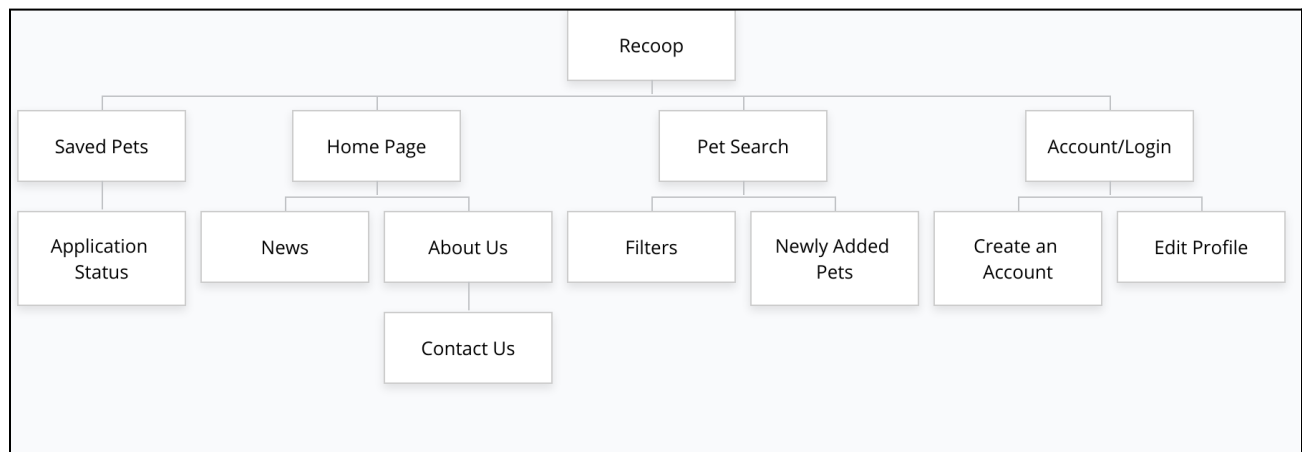 Recoop
Saved Pets
Home Page
Pet Search
Account/Login
Application
Status
News
About Us
Filters
Newly Added
Pets
Create an
Account
Edit Profile
Contact Us